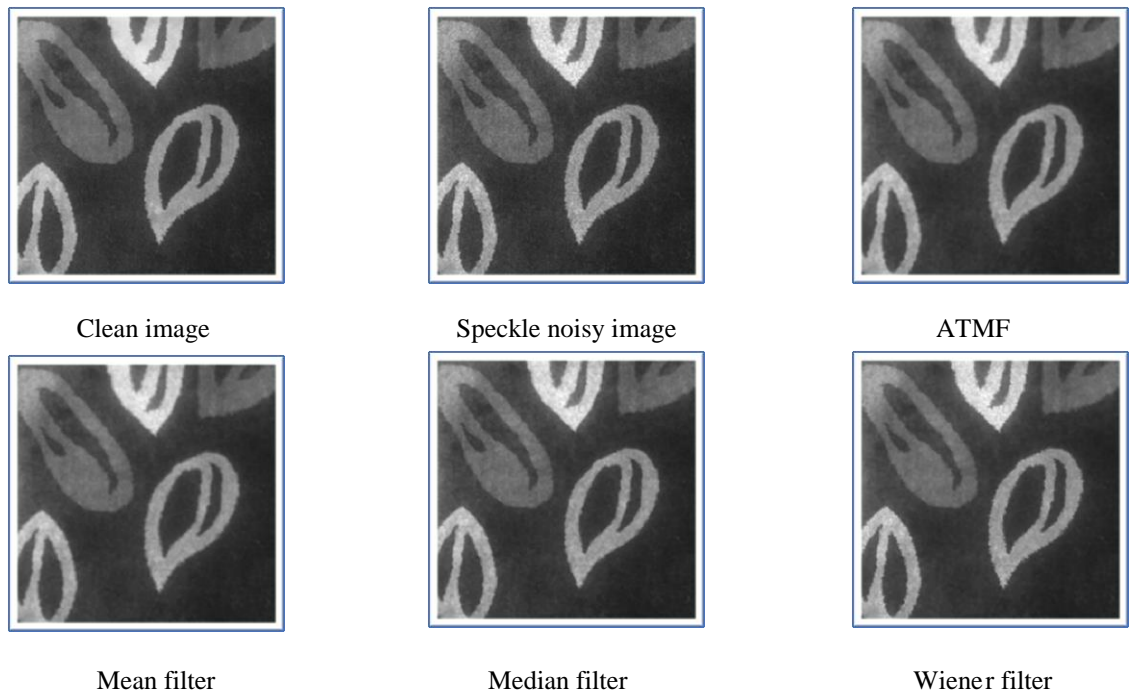 Clean image
Speckle noisy image
ATMF
Mean filter
Median filter
Wiener filter